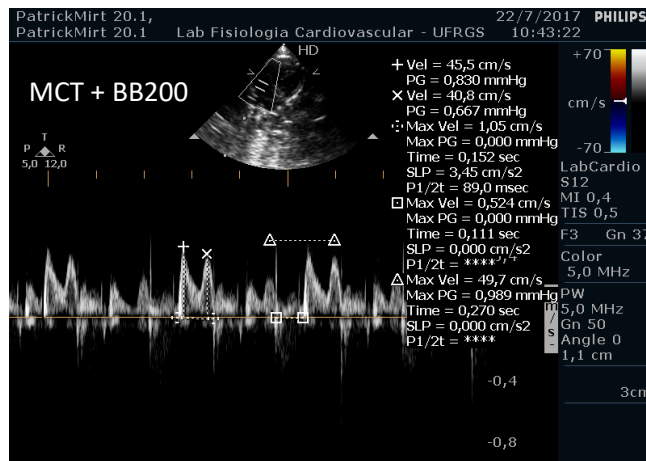 PatrickMirt 20.1,
22/7/2017 PHILIPS
PatrickMirt 20.1 Lab Fisiologia Cardiovascular - UFRGS 10:43:22
HD
MCT + BB200
T
P R
5,0 12,0
+ Vel = 45,5 cm/s
PG = 0,830 mmHg
× Vel = 40,8 cm/s
PG = 0,667 mmHg
Max Vel = 1,05 cm/s
Max PG = 0,000 mmHg
Time = 0,152 sec
SLP = 3,45 cm/s2
P1/2t = 89,0 msec
Max Vel = 0,524 cm/s
Max PG = 0,000 mmHg
Time = 0,111 sec
SLP = 0,000 cm/s2
P1/2t = ****
Max Vel = 49,7 cm/s
Max PG = 0,989 mmHg
Time = 0,270 sec
SLP = 0,000 cm/s2
P1/2t = ****
+70
cm/s
-70
LabCardio
S12
MI 0,4
TIS 0,5
F3 Gn 37
Color
5,0 MHz
PW
5,0 MHz
Gn 50
Angle 0
1,1 cm
3cm
m
/
s
-0,4
-0,8